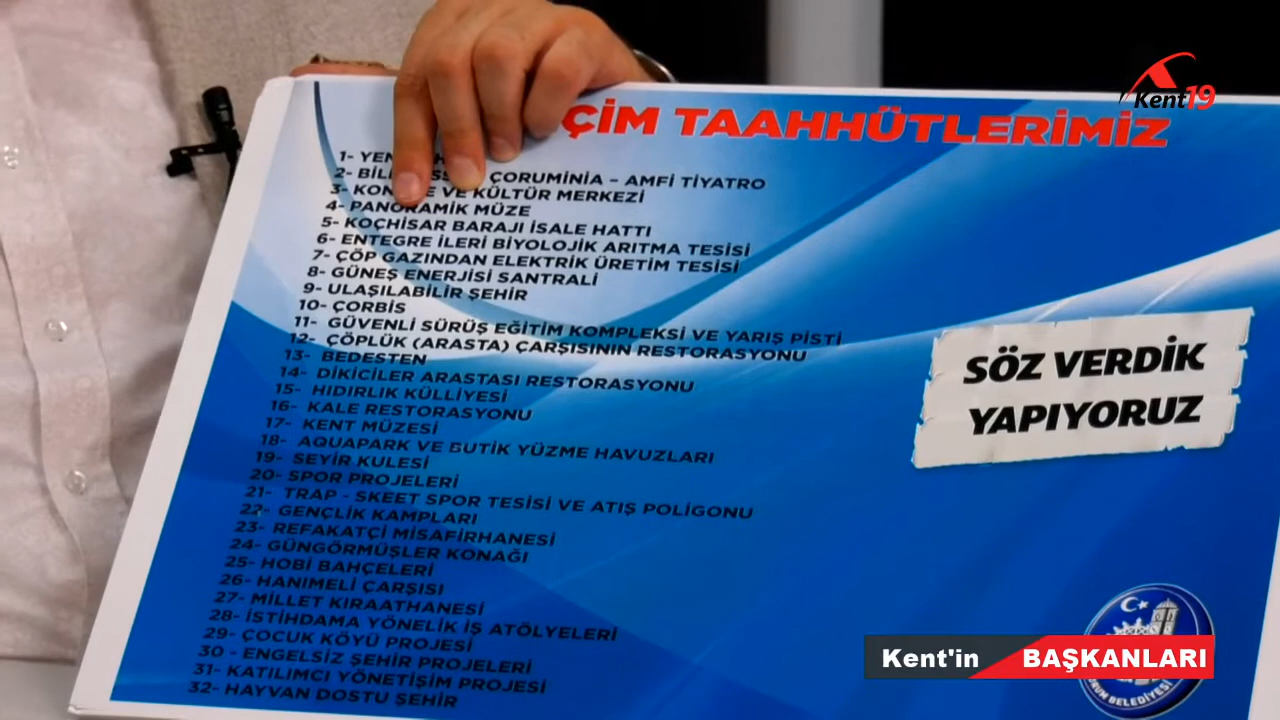 Kent19
ÇİM TAAHHÜTLERİMİZ
1- YEN
2- BİL ÇORUMİNİA – AMFİ TİYATRO
3- KON E VE KÜLTÜR MERKEZİ
4- PANORAMİK MÜZE
5- KOÇHİSAR BARAJI İSALE HATTI
6- ENTEGRE İLERİ BİYOLOJİK ARITMA TESİSİ
7- ÇÖP GAZINDAN ELEKTRİK ÜRETİM TESİSİ
8- GÜNEŞ ENERJİSİ SANTRALİ
9- ULAŞILABİLİR ŞEHİR
10- ÇORBİS
11- GÜVENLİ SÜRÜŞ EĞİTİM KOMPLEKSİ VE YARIŞ PİSTİ
12- ÇÖPLÜK (ARASTA) ÇARŞISININ RESTORASYONU
13- BEDESTEN
14- DİKİCİLER ARASTASI RESTORASYONU
15- HIDIRLIK KÜLLİYESİ
16- KALE RESTORASYONU
17- KENT MÜZESİ
18- AQUAPARK VE BUTİK YÜZME HAVUZLARI
19- SEYİR KULESİ
20- SPOR PROJELERİ
21- TRAP - SKEET SPOR TESİSİ VE ATIŞ POLİGONU
22- GENÇLİK KAMPLARI
23- REFAKATÇİ MİSAFİRHANESİ
24- GÜNGÖRMÜŞLER KONAĞI
25- HOBİ BAHÇELERİ
26- HANIMELİ ÇARŞISI
27- MİLLET KIRAATHANESİ
28- İSTİHDAMA YÖNELİK İŞ ATÖLYELERİ
29- ÇOCUK KÖYÜ PROJESİ
30 - ENGELSİZ ŞEHİR PROJELERİ
31- KATILIMCI YÖNETİŞİM PROJESİ
32- HAYVAN DOSTU ŞEHİR
SÖZ VERDİK
YAPIYORUZ
Kent'in BAŞKANLARI
ORUM BELEDİYESİ